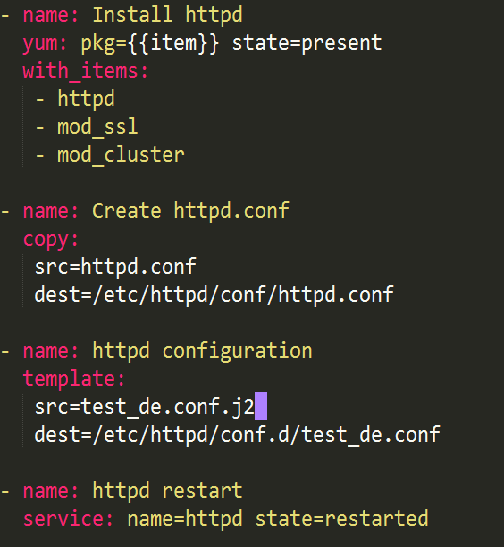 - name: Install httpd
  yum: pkg={{item}} state=present
  with_items:
   - httpd
   - mod_ssl
   - mod_cluster

- name: Create httpd.conf
  copy:
   src=httpd.conf
   dest=/etc/httpd/conf/httpd.conf

- name: httpd configuration
  template:
   src=test_de.conf.j2
   dest=/etc/httpd/conf.d/test_de.conf

- name: httpd restart
  service: name=httpd state=restarted